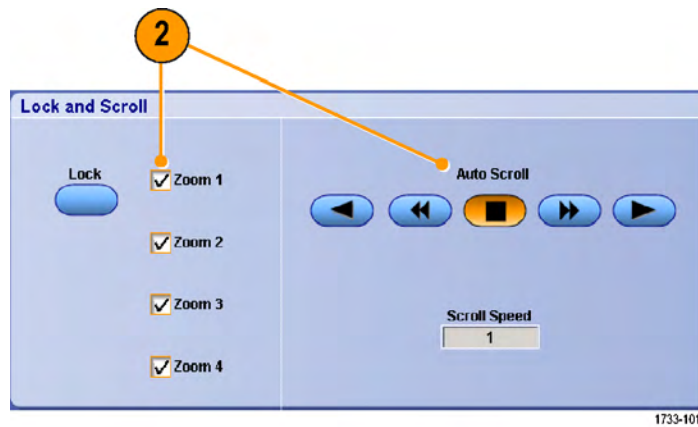 2
Lock and Scroll
Lock
Zoom 1
Auto Scroll
Zoom 2
Zoom 3
Scroll Speed
1
Zoom 4
1733-101